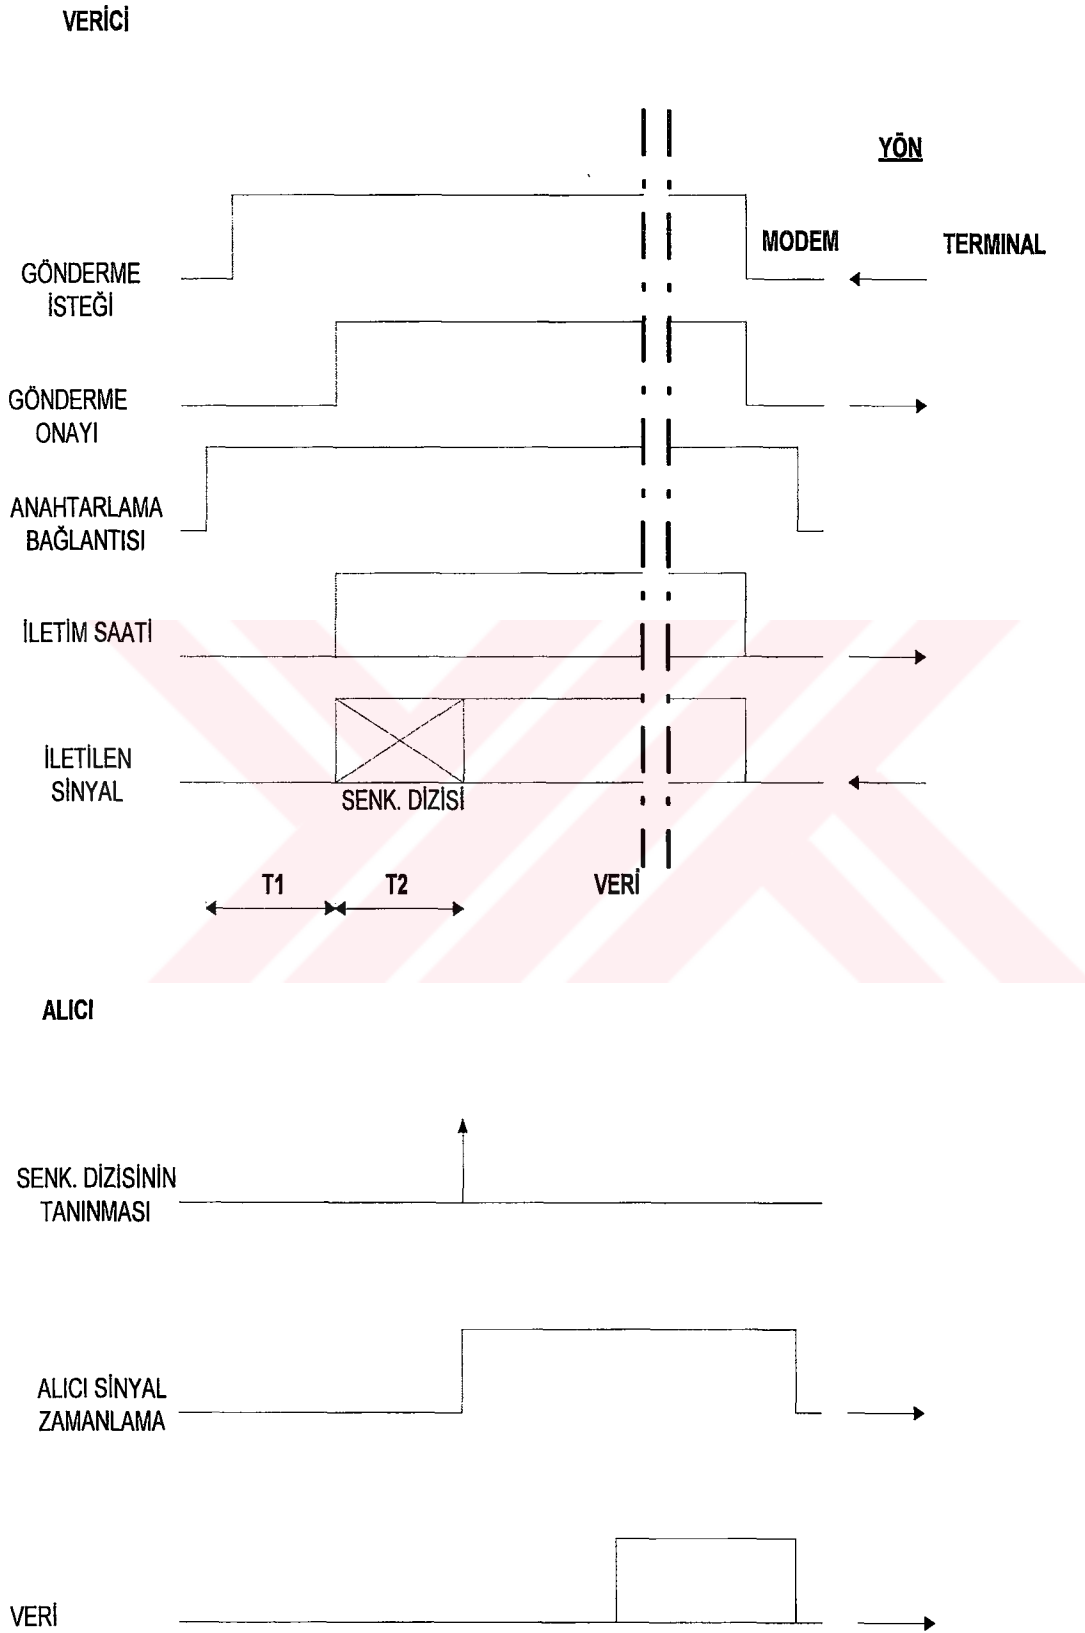 VERİCİ
YÖN
MODEM
TERMINAL
GÖNDERME
İSTEĞİ
GÖNDERME
ONAYI
ANAHTARLAMA
BAĞLANTISI
İLETİM SAATİ
İLETİLEN
SİNYAL
SENK. DİZİSİ
T1
T2
VERİ
ALICI
SENK. DİZİSİNİN
TANINMASI
ALICI SİNYAL
ZAMANLAMA
VERİ